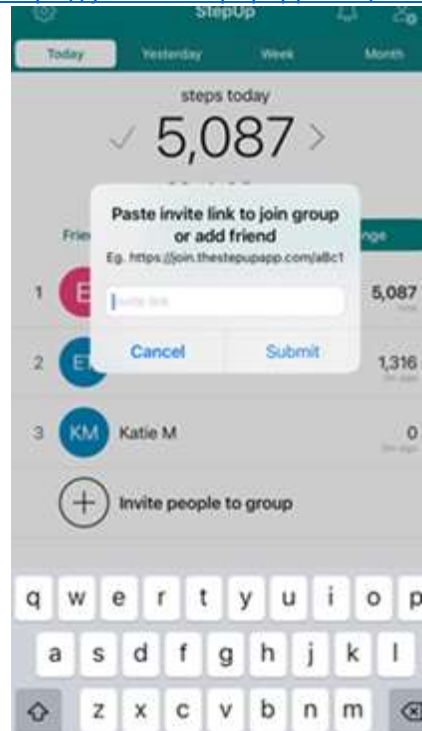 StepUp
Today Yesterday Week Month
steps today
5,087
Paste invite link to join group
or add friend
Eg. https://join.thestepupapp.com/aBc1
invite link
Cancel Submit
1 E 5,087
2 1,316
3 KM Katie M 0
Invite people to group
q w e r t y u i o p
a s d f g h j k l
z x c v b n m